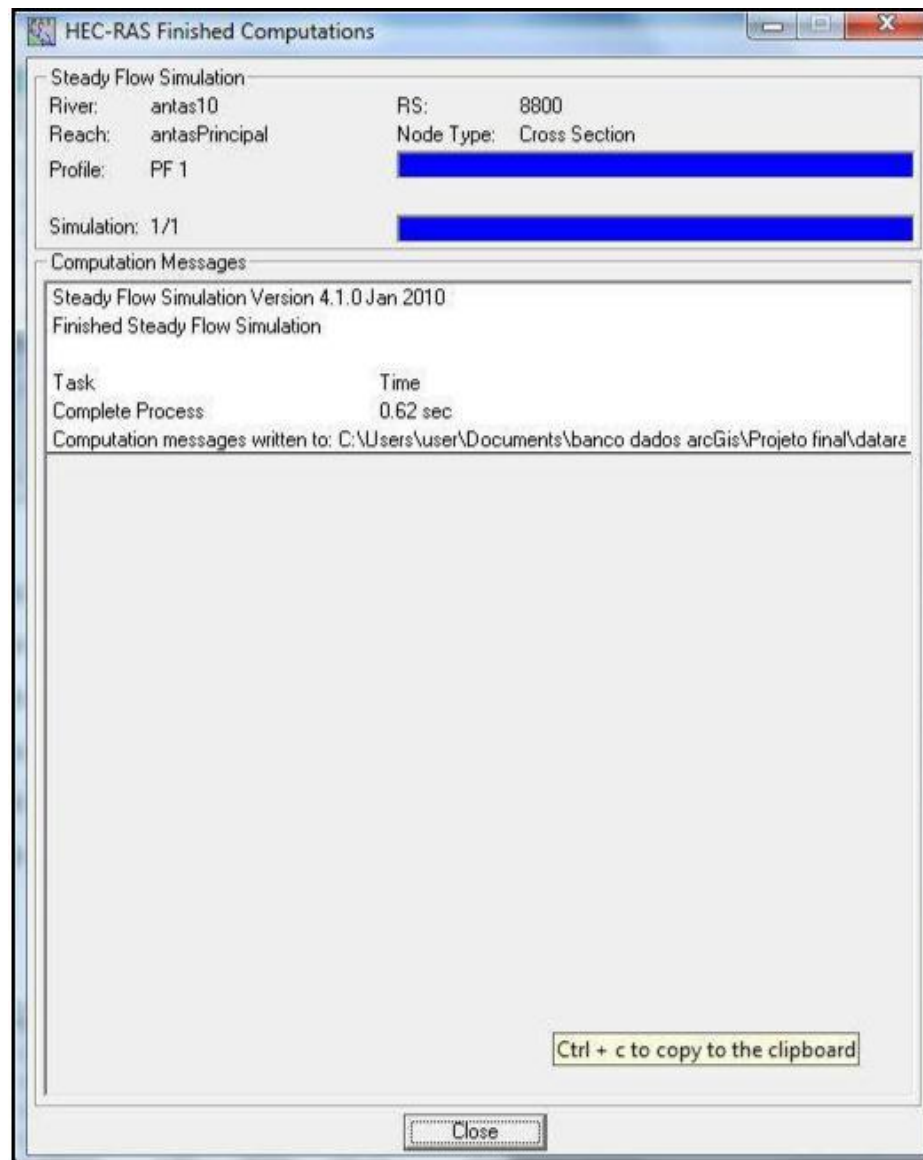 HEC-RAS Finished Computations
Steady Flow Simulation
River: antas10 RS: 8800
Reach: antasPrincipal Node Type: Cross Section
Profile: PF 1
Simulation: 1/1
Computation Messages
Steady Flow Simulation Version 4.1.0 Jan 2010
Finished Steady Flow Simulation
Task Time
Complete Process 0.62 sec
Computation messages written to: C:\Users\user\Documents\banco dados arcGis\Projeto final\datara
Ctrl + c to copy to the clipboard
Close